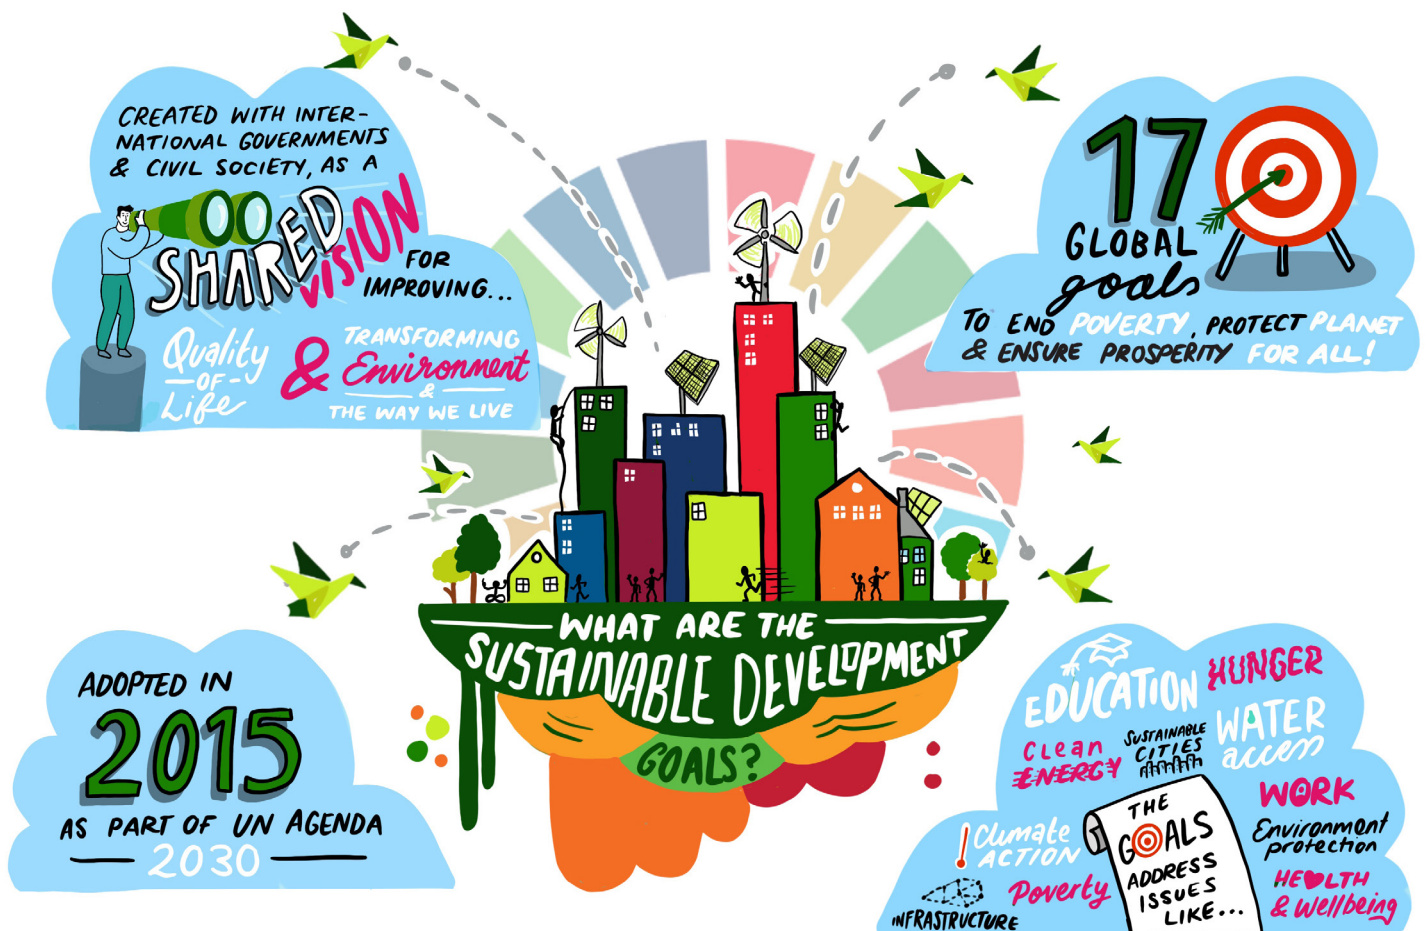 CREATED WITH INTER-
NATIONAL GOVERNMENTS
& CIVIL SOCIETY, AS A
SHARED
VISION
FOR
IMPROVING...
Quality
-OF-
Life
&
TRANSFORMING
Environment
&
THE WAY WE LIVE
17
GLOBAL
goals
TO END POVERTY, PROTECT PLANET
& ENSURE PROSPERITY FOR ALL!
WHAT ARE THE
SUSTAINABLE DEVELOPMENT
GOALS?
ADOPTED IN
2015
AS PART OF UN AGENDA
2030
EDUCATION
HUNGER
Clean
ENERGY
SUSTAINABLE
CITIES
WATER
access
THE
GOALS
ADDRESS
ISSUES
LIKE...
WORK
Environment
protection
Climate
ACTION
Poverty
HEALTH
& Wellbeing
INFRASTRUCTURE